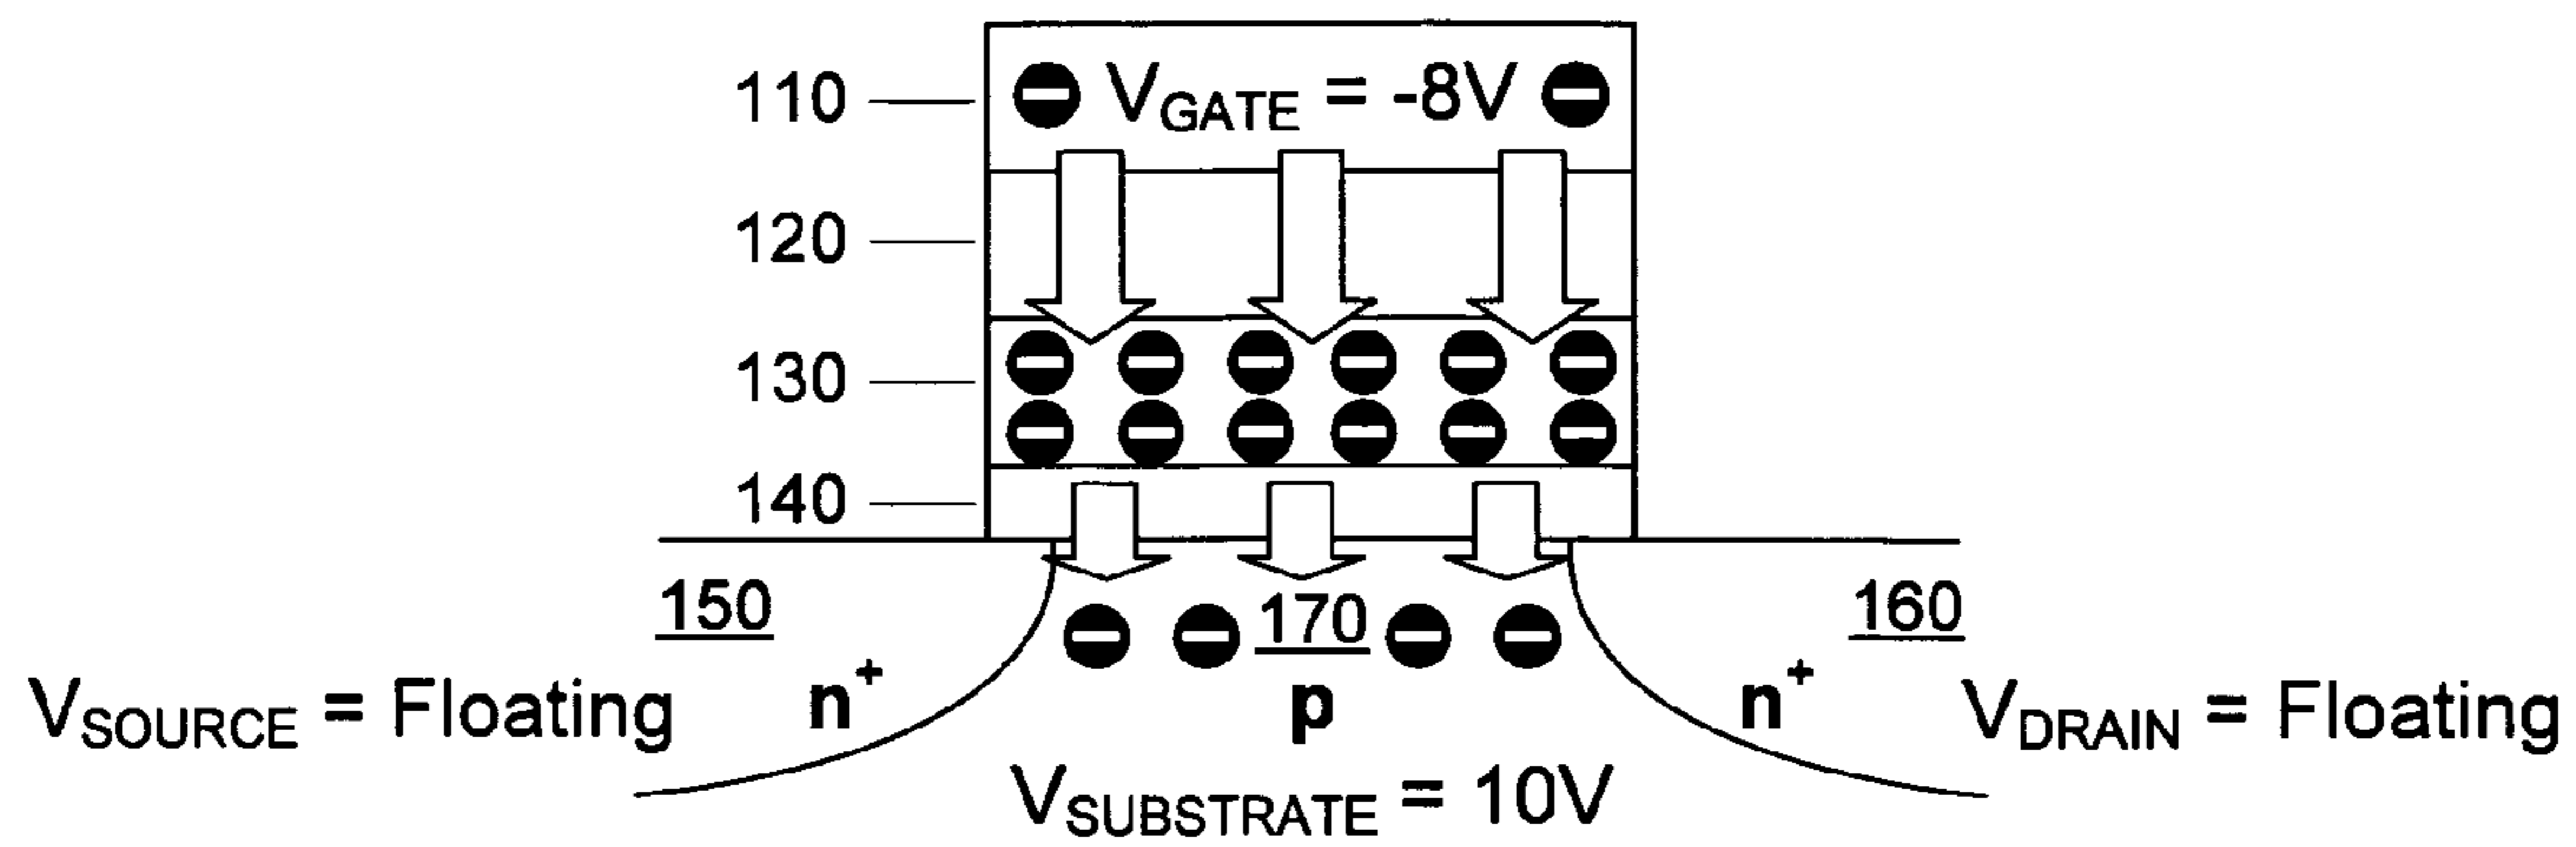 110
V_GATE = -8V
120
130
140
150
170
160
V_SOURCE = Floating
n⁺
p
n⁺
V_DRAIN = Floating
V_SUBSTRATE = 10V